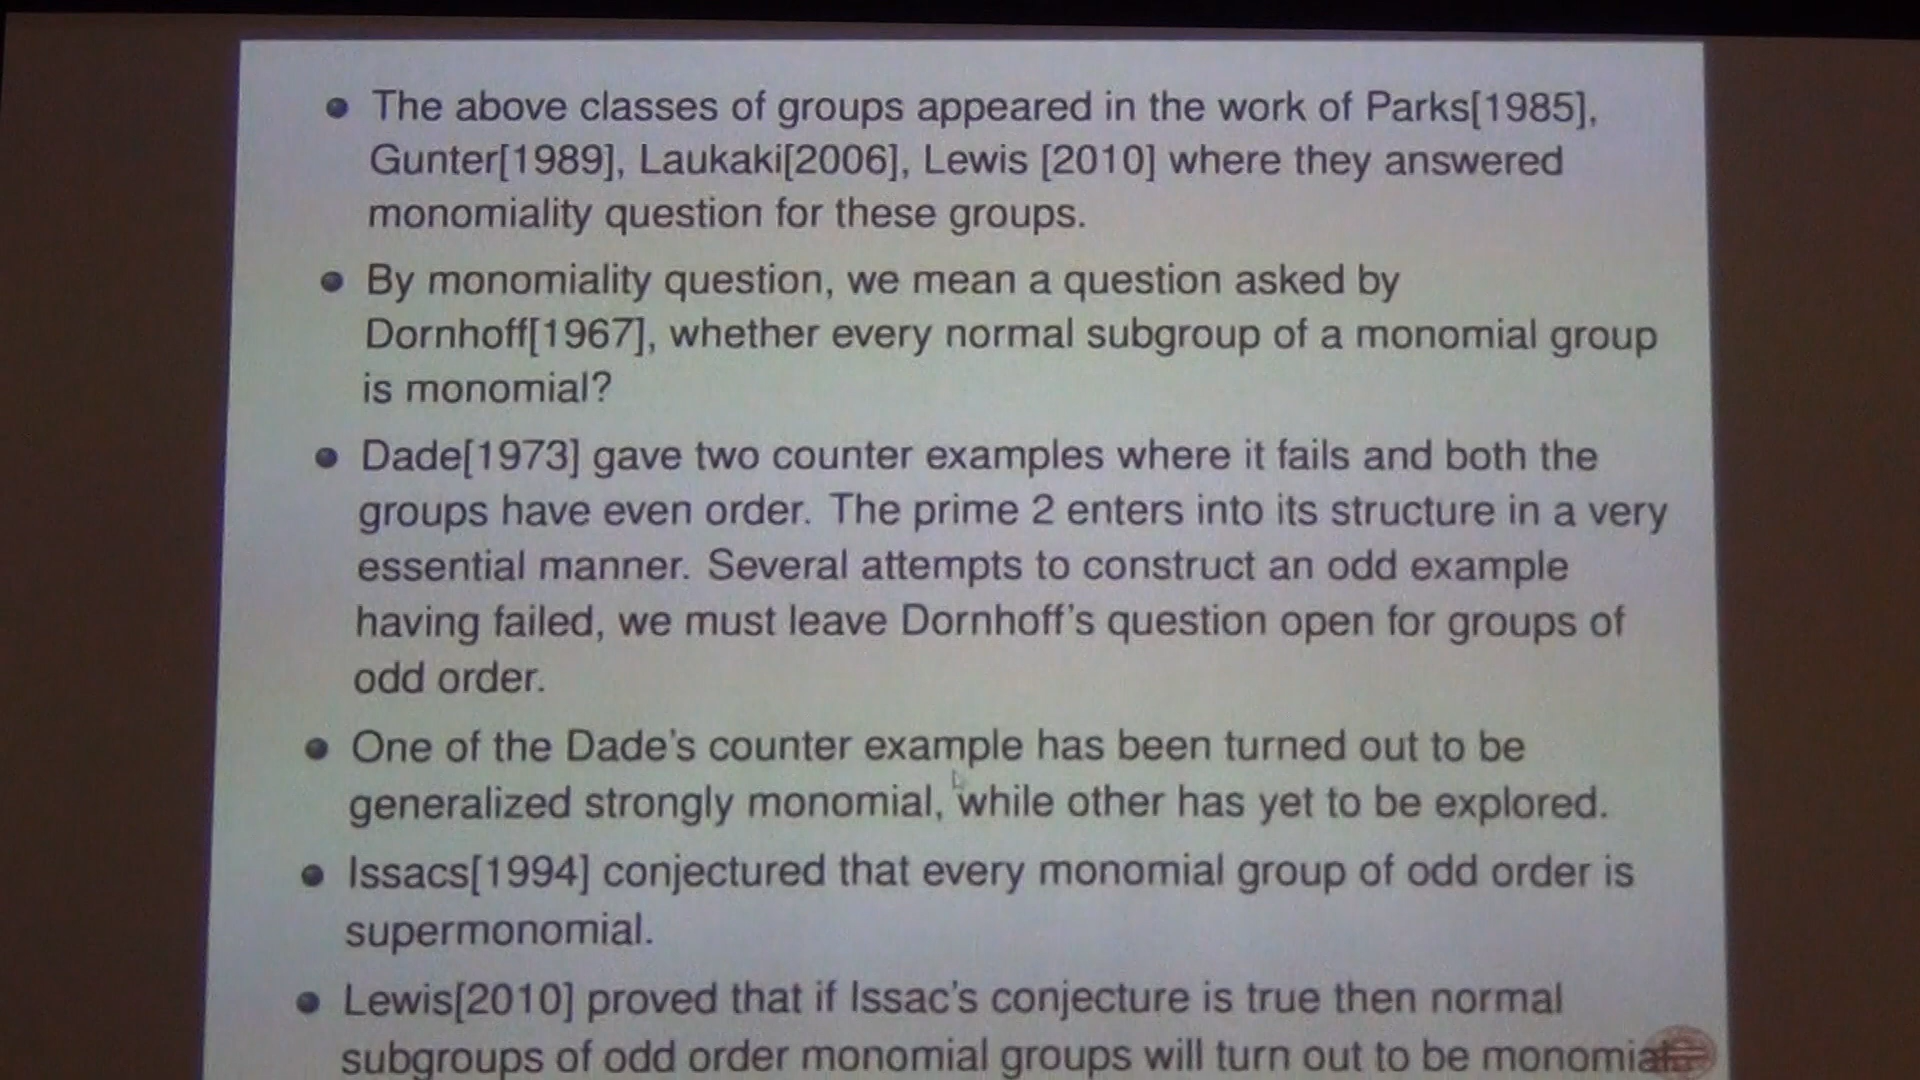 The above classes of groups appeared in the work of Parks[1985],
Gunter[1989], Laukaki[2006], Lewis [2010] where they answered
monomiality question for these groups.
By monomiality question, we mean a question asked by
Dornhoff[1967], whether every normal subgroup of a monomial group
is monomial?
Dade[1973] gave two counter examples where it fails and both the
groups have even order. The prime 2 enters into its structure in a very
essential manner. Several attempts to construct an odd example
having failed, we must leave Dornhoff's question open for groups of
odd order.
One of the Dade's counter example has been turned out to be
generalized strongly monomial, while other has yet to be explored.
Issacs[1994] conjectured that every monomial group of odd order is
supermonomial.
Lewis[2010] proved that if Issac's conjecture is true then normal
subgroups of odd order monomial groups will turn out to be monomial.